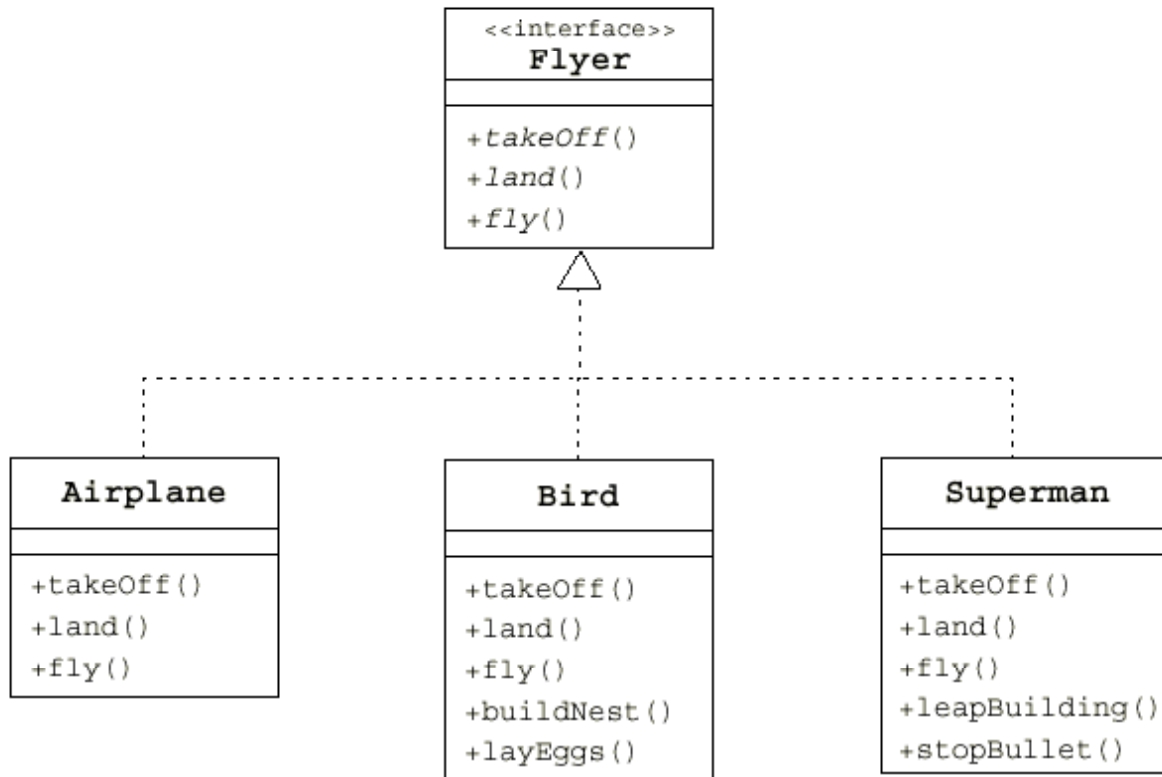 <<interface>>
Flyer
+takeOff()
+land()
+fly()
Airplane
+takeOff()
+land()
+fly()
Bird
+takeOff()
+land()
+fly()
+buildNest()
+layEggs()
Superman
+takeOff()
+land()
+fly()
+leapBuilding()
+stopBullet()